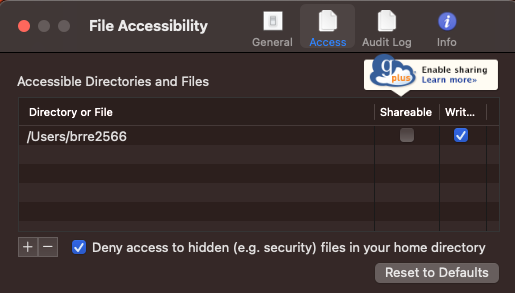 File Accessibility
General
Access
Audit Log
Info
Accessible Directories and Files
g
plus+
Enable sharing
Learn more»
Directory or File
Shareable
Writ...
/Users/brre2566
+
−
Deny access to hidden (e.g. security) files in your home directory
Reset to Defaults